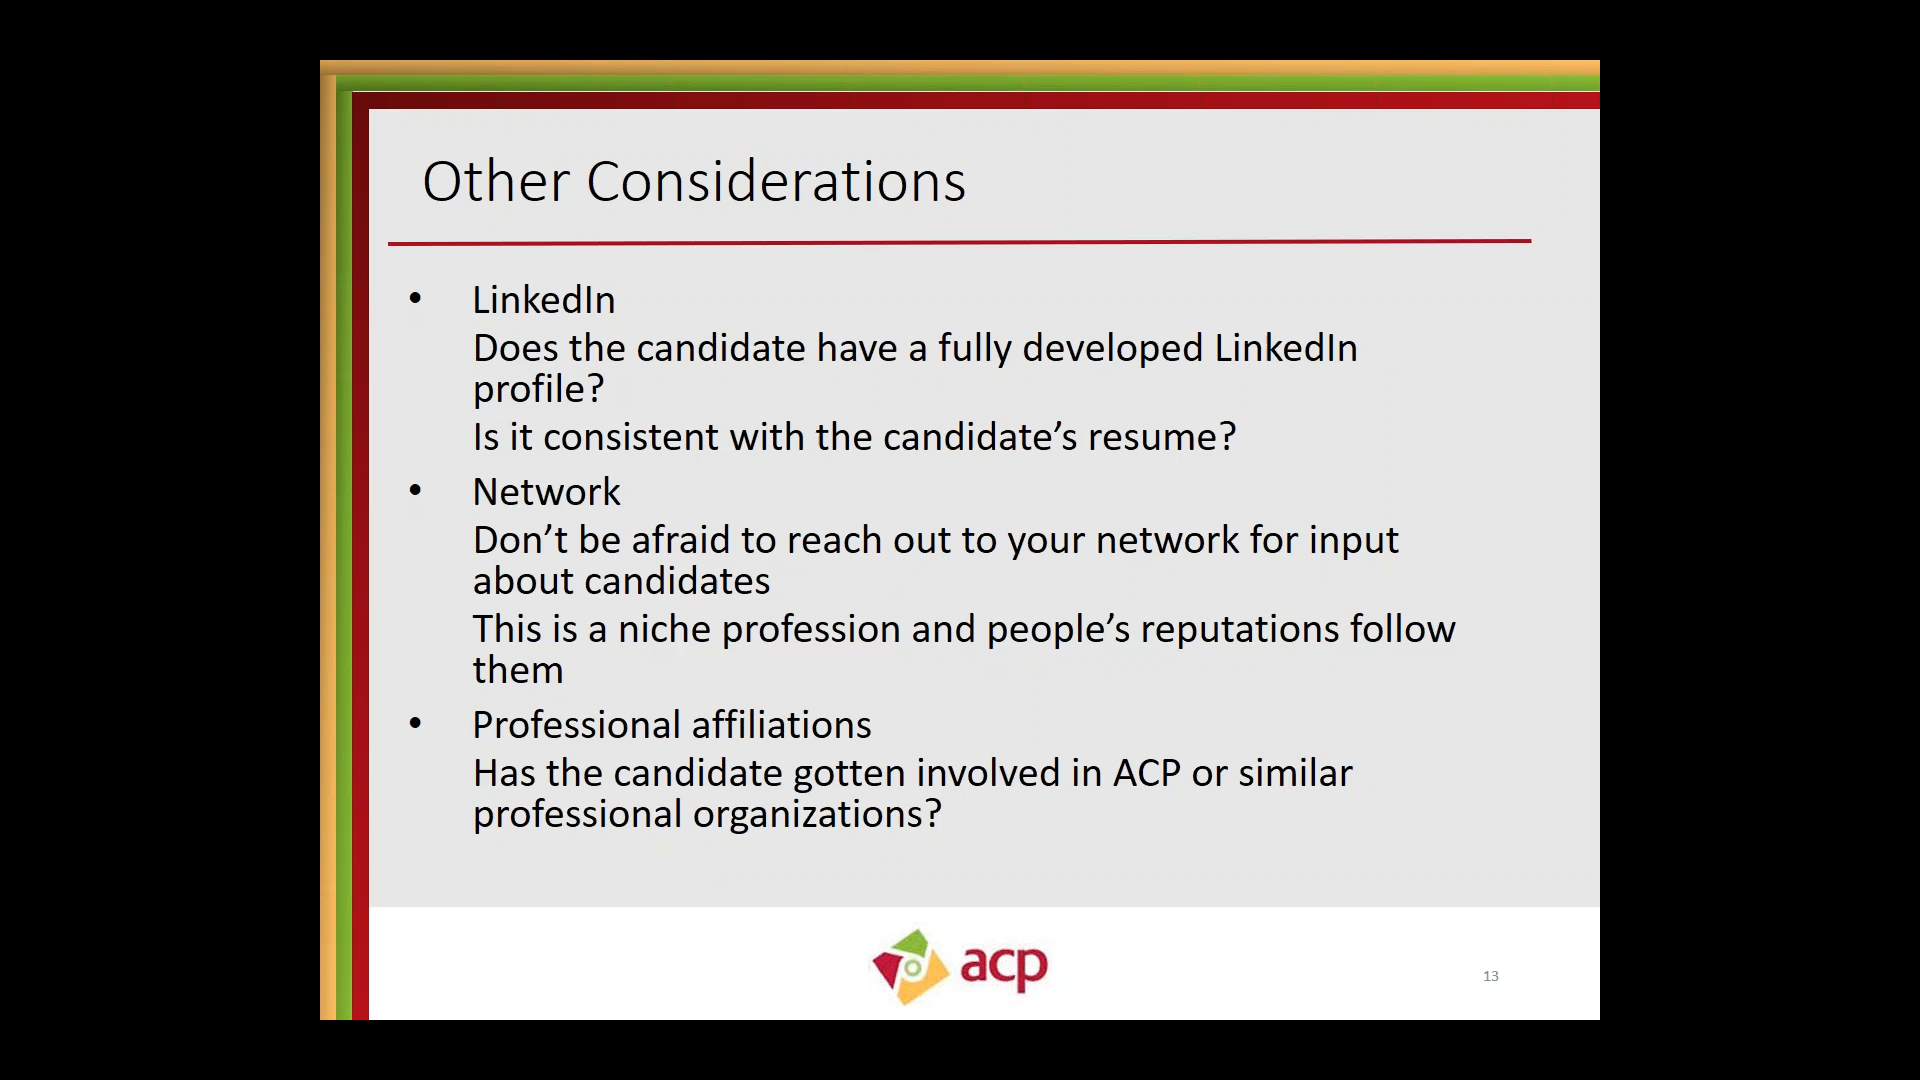 Other Considerations
• LinkedIn
Does the candidate have a fully developed LinkedIn
profile?
Is it consistent with the candidate’s resume?
• Network
Don’t be afraid to reach out to your network for input
about candidates
This is a niche profession and people’s reputations follow
them
• Professional affiliations
Has the candidate gotten involved in ACP or similar
professional organizations?
acp
13